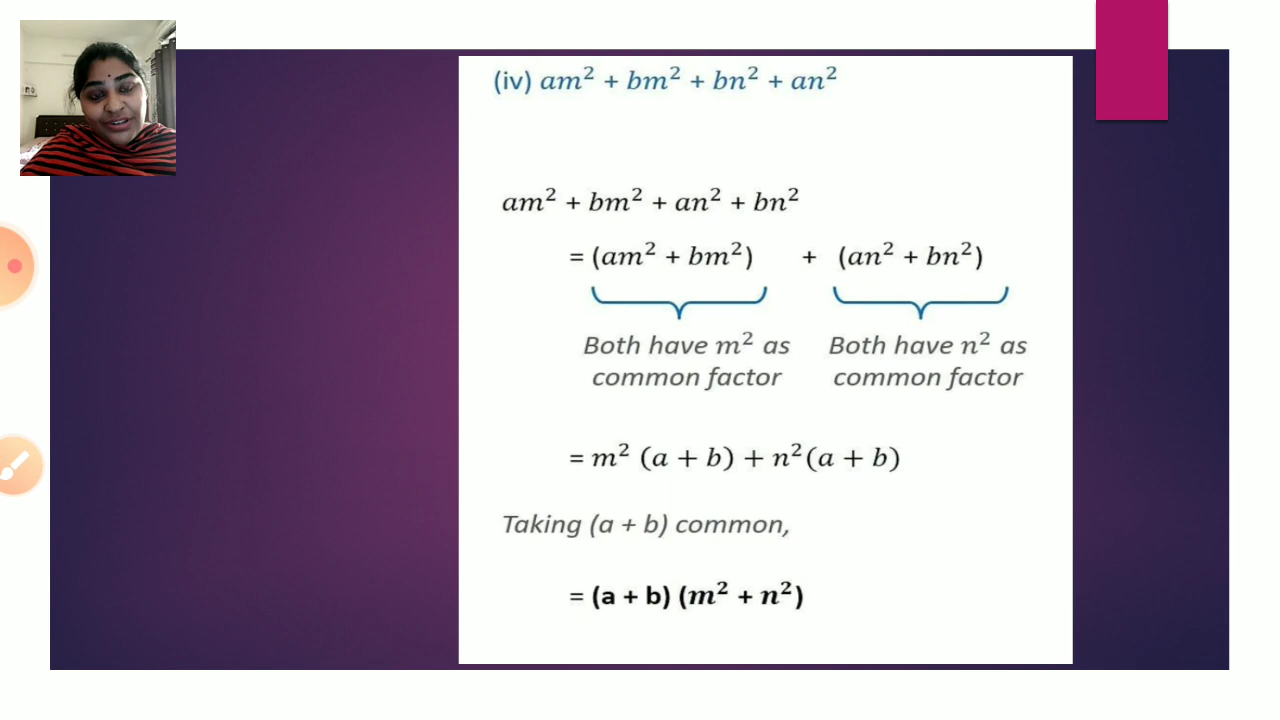 (iv) am² + bm² + bn² + an²
am² + bm² + an² + bn²
= (am² + bm²) + (an² + bn²)
Both have m² as common factor
Both have n² as common factor
= m² (a + b) + n²(a + b)
Taking (a + b) common,
= (a + b) (m² + n²)